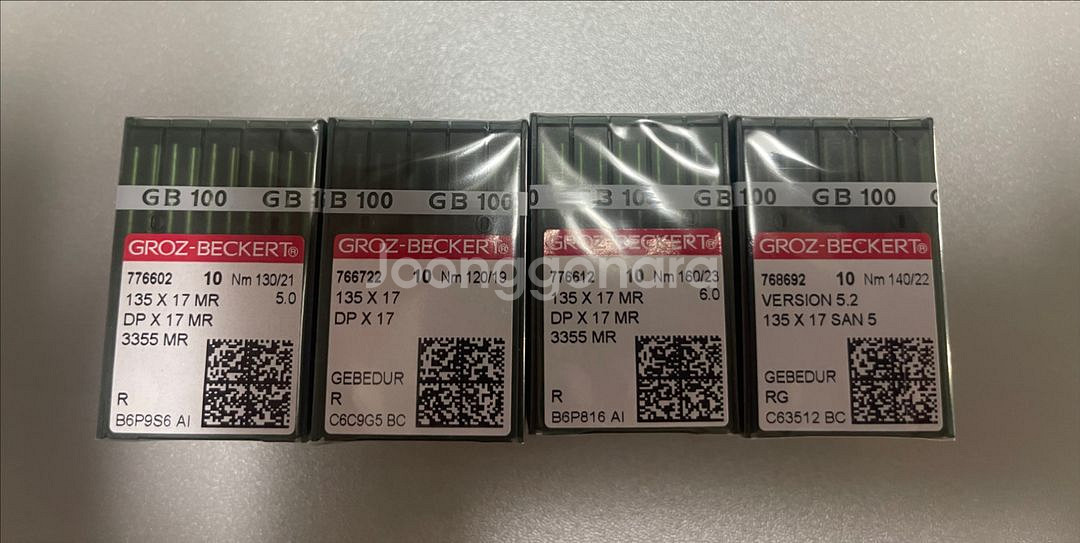 GB 100 GB 1
GROZ-BECKERT®
776602 10 Nm 130/21
135 X 17 MR 5.0
DP X 17 MR
3355 MR
R
B6P9S6 AI
B 100 GB 100
GROZ-BECKERT®
766722 10 Nm 120/19
135 X 17
DP X 17
GEBEDUR
R
C6C9G5 BC
0 GB 100 GB
GROZ-BECKERT®
776612 10 Nm 160/23
135 X 17 MR 6.0
DP X 17 MR
3355 MR
R
B6P816 AI
100 GB 100
GROZ-BECKERT®
768692 10 Nm 140/22
VERSION 5.2
135 X 17 SAN 5
GEBEDUR
RG
C63512 BC
Joonggonara